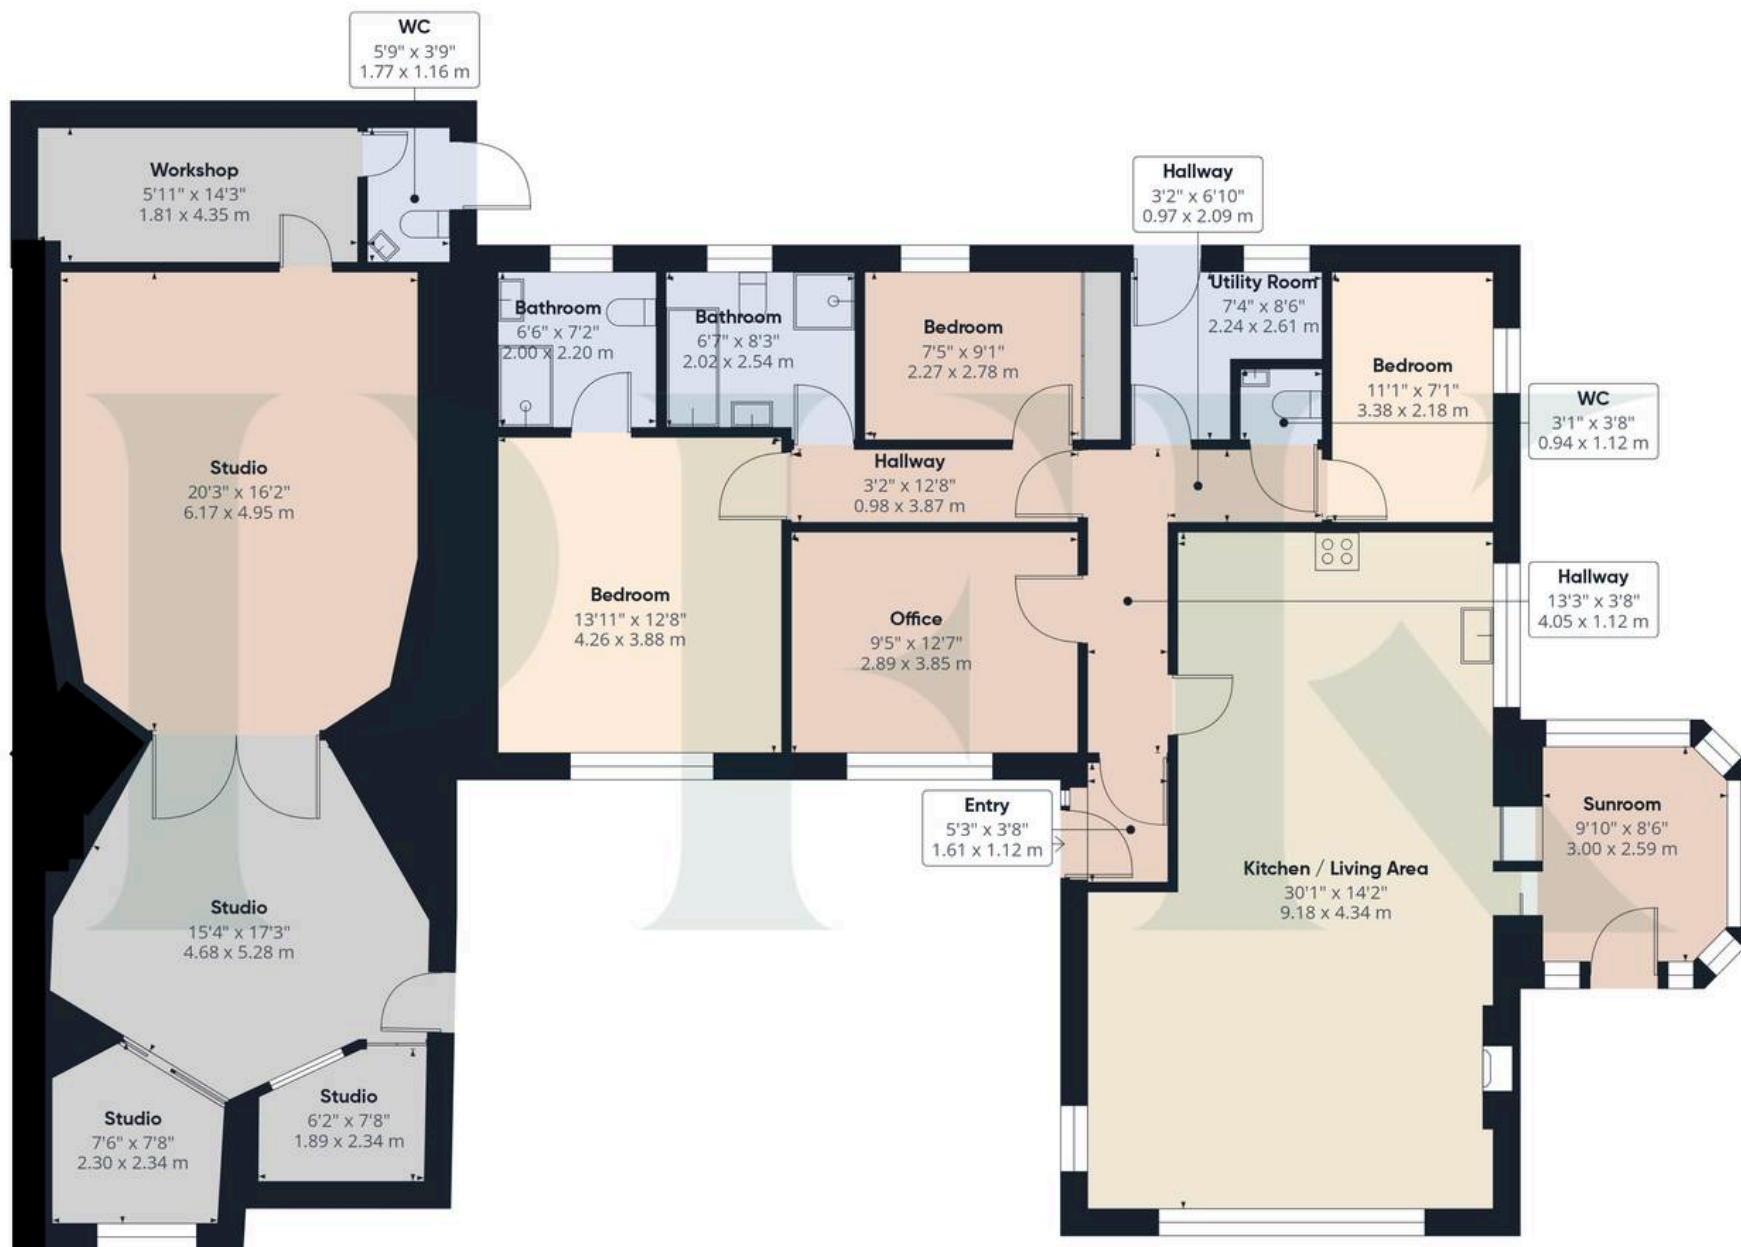 WC
5'9" x 3'9"
1.77 x 1.16 m
Workshop
5'11" x 14'3"
1.81 x 4.35 m
Hallway
3'2" x 6'10"
0.97 x 2.09 m
Bathroom
6'6" x 7'2"
2.00 x 2.20 m
Bathroom
6'7" x 8'3"
2.02 x 2.54 m
Bedroom
7'5" x 9'1"
2.27 x 2.78 m
Utility Room
7'4" x 8'6"
2.24 x 2.61 m
Bedroom
11'1" x 7'1"
3.38 x 2.18 m
WC
3'1" x 3'8"
0.94 x 1.12 m
Studio
20'3" x 16'2"
6.17 x 4.95 m
Hallway
3'2" x 12'8"
0.98 x 3.87 m
Bedroom
13'11" x 12'8"
4.26 x 3.88 m
Office
9'5" x 12'7"
2.89 x 3.85 m
Hallway
13'3" x 3'8"
4.05 x 1.12 m
Entry
5'3" x 3'8"
1.61 x 1.12 m
Sunroom
9'10" x 8'6"
3.00 x 2.59 m
Kitchen / Living Area
30'1" x 14'2"
9.18 x 4.34 m
Studio
15'4" x 17'3"
4.68 x 5.28 m
Studio
6'2" x 7'8"
1.89 x 2.34 m
Studio
7'6" x 7'8"
2.30 x 2.34 m